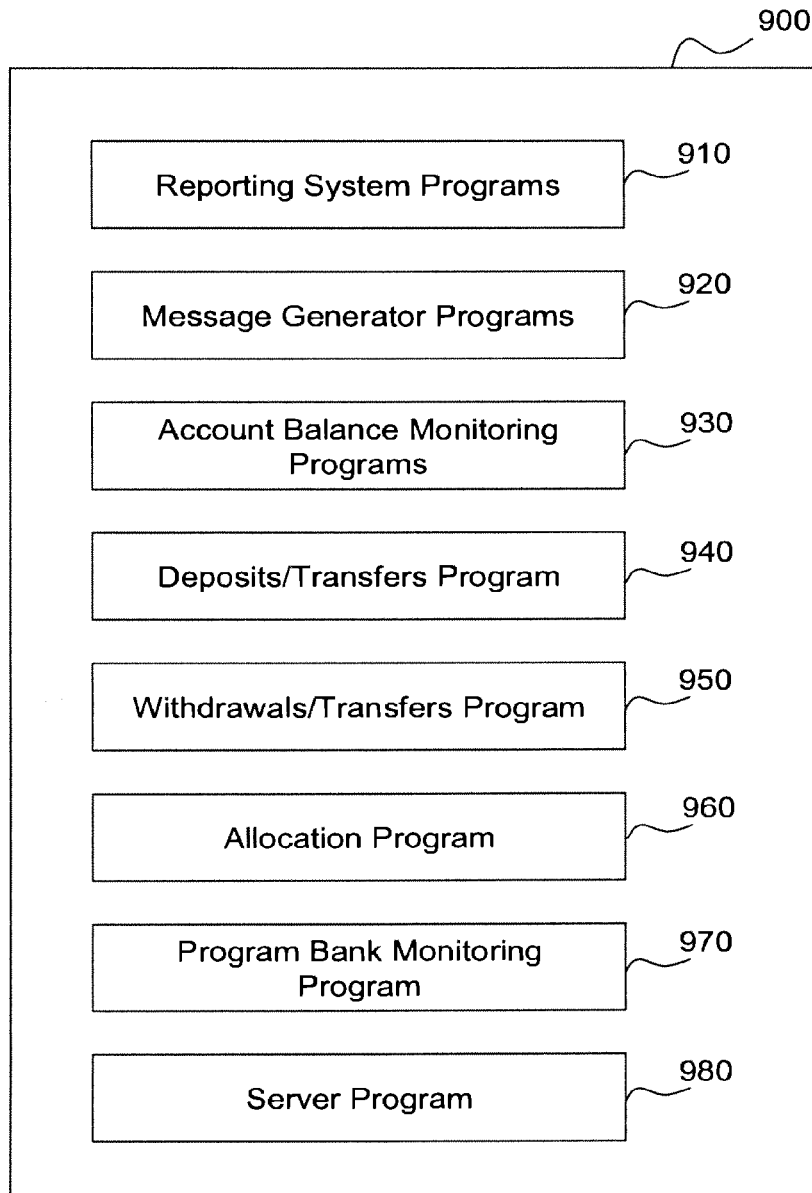 900
Reporting System Programs
910
Message Generator Programs
920
Account Balance Monitoring
Programs
930
Deposits/Transfers Program
940
Withdrawals/Transfers Program
950
Allocation Program
960
Program Bank Monitoring
Program
970
Server Program
980